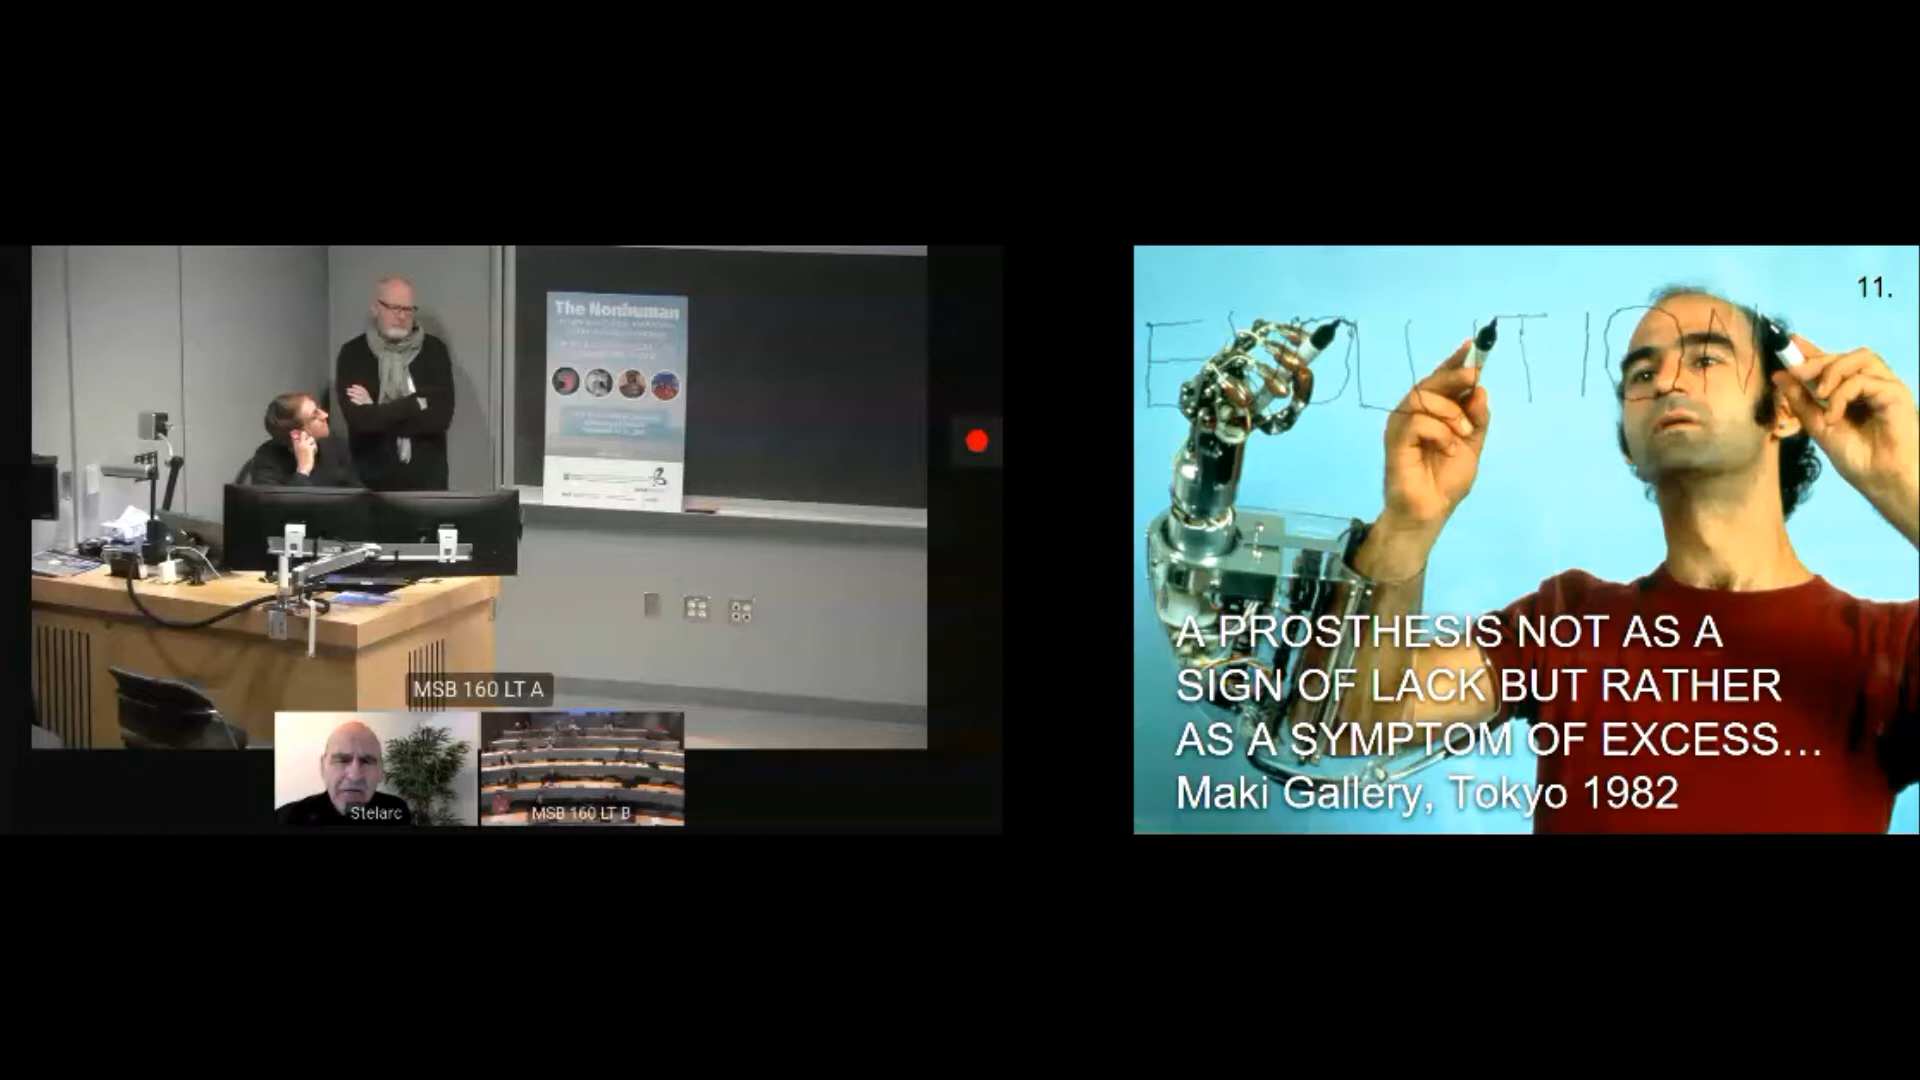 The Nonhuman
MSB 160 LT A
Stelarc
MSB 160 LT B
11.
EVOLUTION
A PROSTHESIS NOT AS A
SIGN OF LACK BUT RATHER
AS A SYMPTOM OF EXCESS…
Maki Gallery, Tokyo 1982